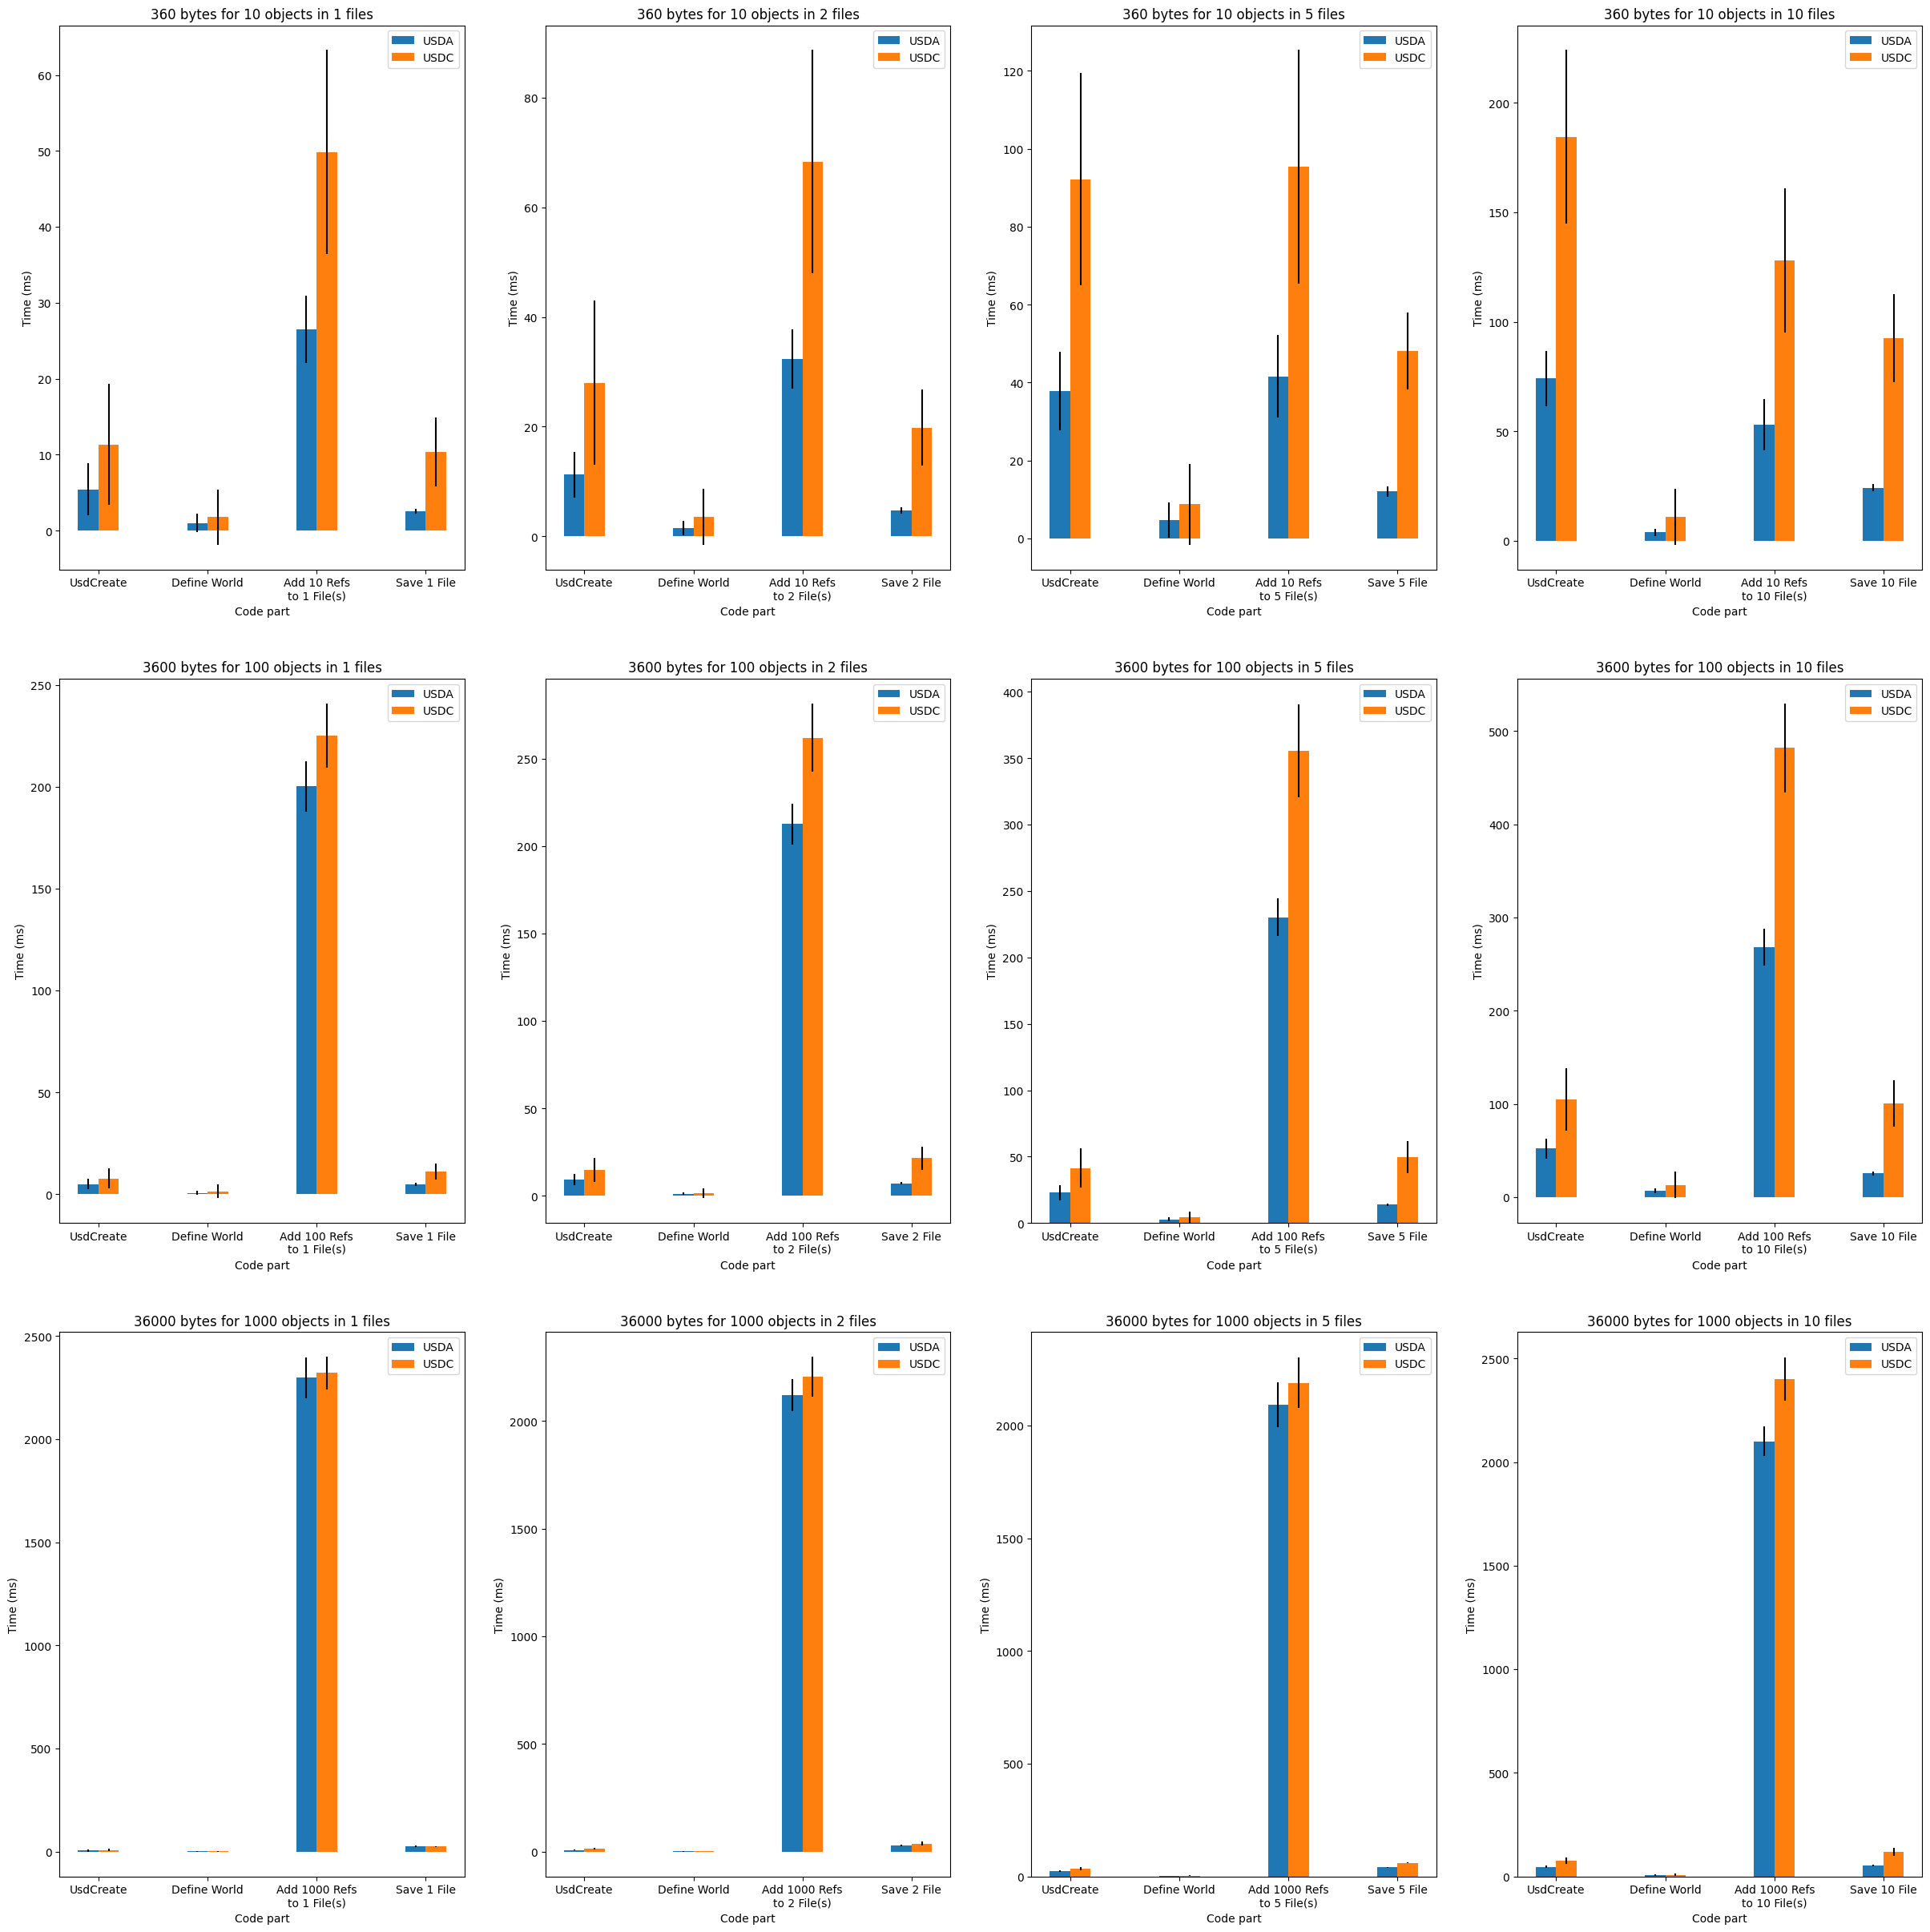 360 bytes for 10 objects in 1 files
USDA
USDC
60
50
40
30
20
10
0
Time (ms)
UsdCreate
Define World
Add 10 Refs
to 1 File(s)
Save 1 File
Code part
360 bytes for 10 objects in 2 files
USDA
USDC
80
60
40
20
0
Time (ms)
UsdCreate
Define World
Add 10 Refs
to 2 File(s)
Save 2 File
Code part
360 bytes for 10 objects in 5 files
USDA
USDC
120
100
80
60
40
20
0
Time (ms)
UsdCreate
Define World
Add 10 Refs
to 5 File(s)
Save 5 File
Code part
360 bytes for 10 objects in 10 files
USDA
USDC
200
150
100
50
0
Time (ms)
UsdCreate
Define World
Add 10 Refs
to 10 File(s)
Save 10 File
Code part
3600 bytes for 100 objects in 1 files
USDA
USDC
250
200
150
100
50
0
Time (ms)
UsdCreate
Define World
Add 100 Refs
to 1 File(s)
Save 1 File
Code part
3600 bytes for 100 objects in 2 files
USDA
USDC
250
200
150
100
50
0
Time (ms)
UsdCreate
Define World
Add 100 Refs
to 2 File(s)
Save 2 File
Code part
3600 bytes for 100 objects in 5 files
USDA
USDC
400
350
300
250
200
150
100
50
0
Time (ms)
UsdCreate
Define World
Add 100 Refs
to 5 File(s)
Save 5 File
Code part
3600 bytes for 100 objects in 10 files
USDA
USDC
500
400
300
200
100
0
Time (ms)
UsdCreate
Define World
Add 100 Refs
to 10 File(s)
Save 10 File
Code part
36000 bytes for 1000 objects in 1 files
USDA
USDC
2500
2000
1500
1000
500
0
Time (ms)
UsdCreate
Define World
Add 1000 Refs
to 1 File(s)
Save 1 File
Code part
36000 bytes for 1000 objects in 2 files
USDA
USDC
2000
1500
1000
500
0
Time (ms)
UsdCreate
Define World
Add 1000 Refs
to 2 File(s)
Save 2 File
Code part
36000 bytes for 1000 objects in 5 files
USDA
USDC
2000
1500
1000
500
0
Time (ms)
UsdCreate
Define World
Add 1000 Refs
to 5 File(s)
Save 5 File
Code part
36000 bytes for 1000 objects in 10 files
USDA
USDC
2500
2000
1500
1000
500
0
Time (ms)
UsdCreate
Define World
Add 1000 Refs
to 10 File(s)
Save 10 File
Code part